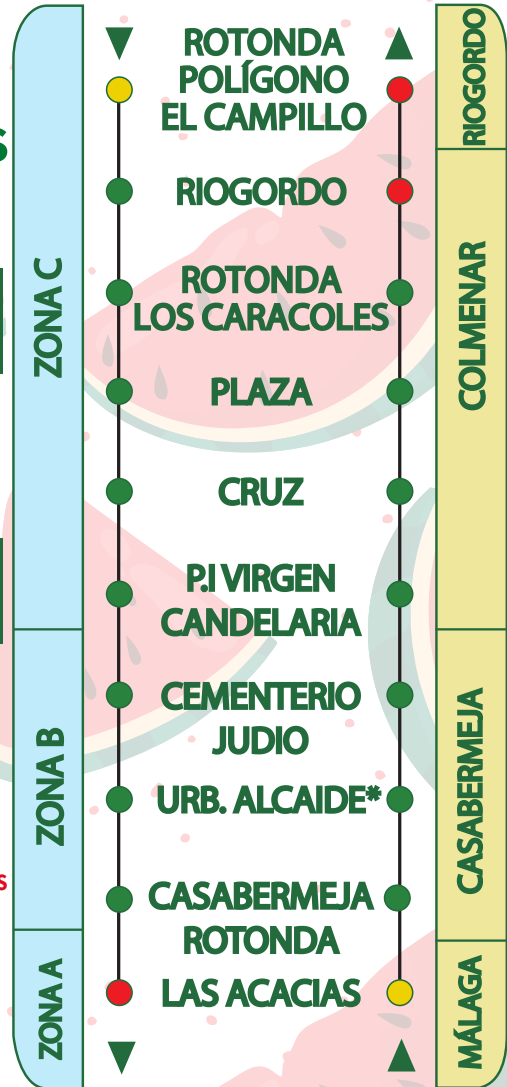 ROTONDA
POLÍGONO
EL CAMPILLO
RIOGORDO
ROTONDA
LOS CARACOLES
PLAZA
CRUZ
P.I VIRGEN
CANDELARIA
CEMENTERIO
JUDIO
URB. ALCAIDE*
CASABERMEJA
ROTONDA
LAS ACACIAS
ZONA C
ZONA B
ZONA A
RIOGORDO
COLMENAR
CASABERMEJA
MÁLAGA